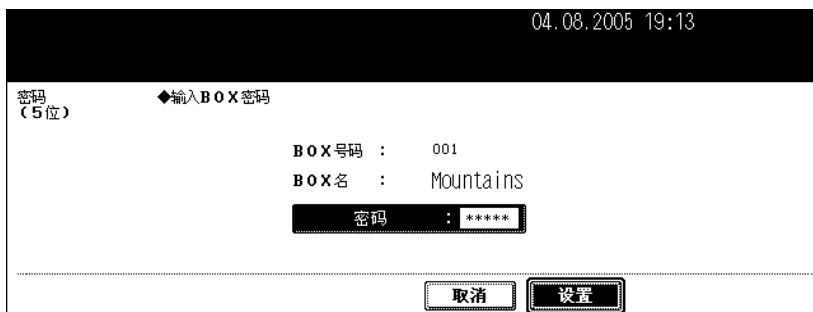 04.08.2005 19:13
密码 ◆输入BOX密码
(5位)
BOX号码 : 001
BOX名 : Mountains
密码 : *****
取消 设置